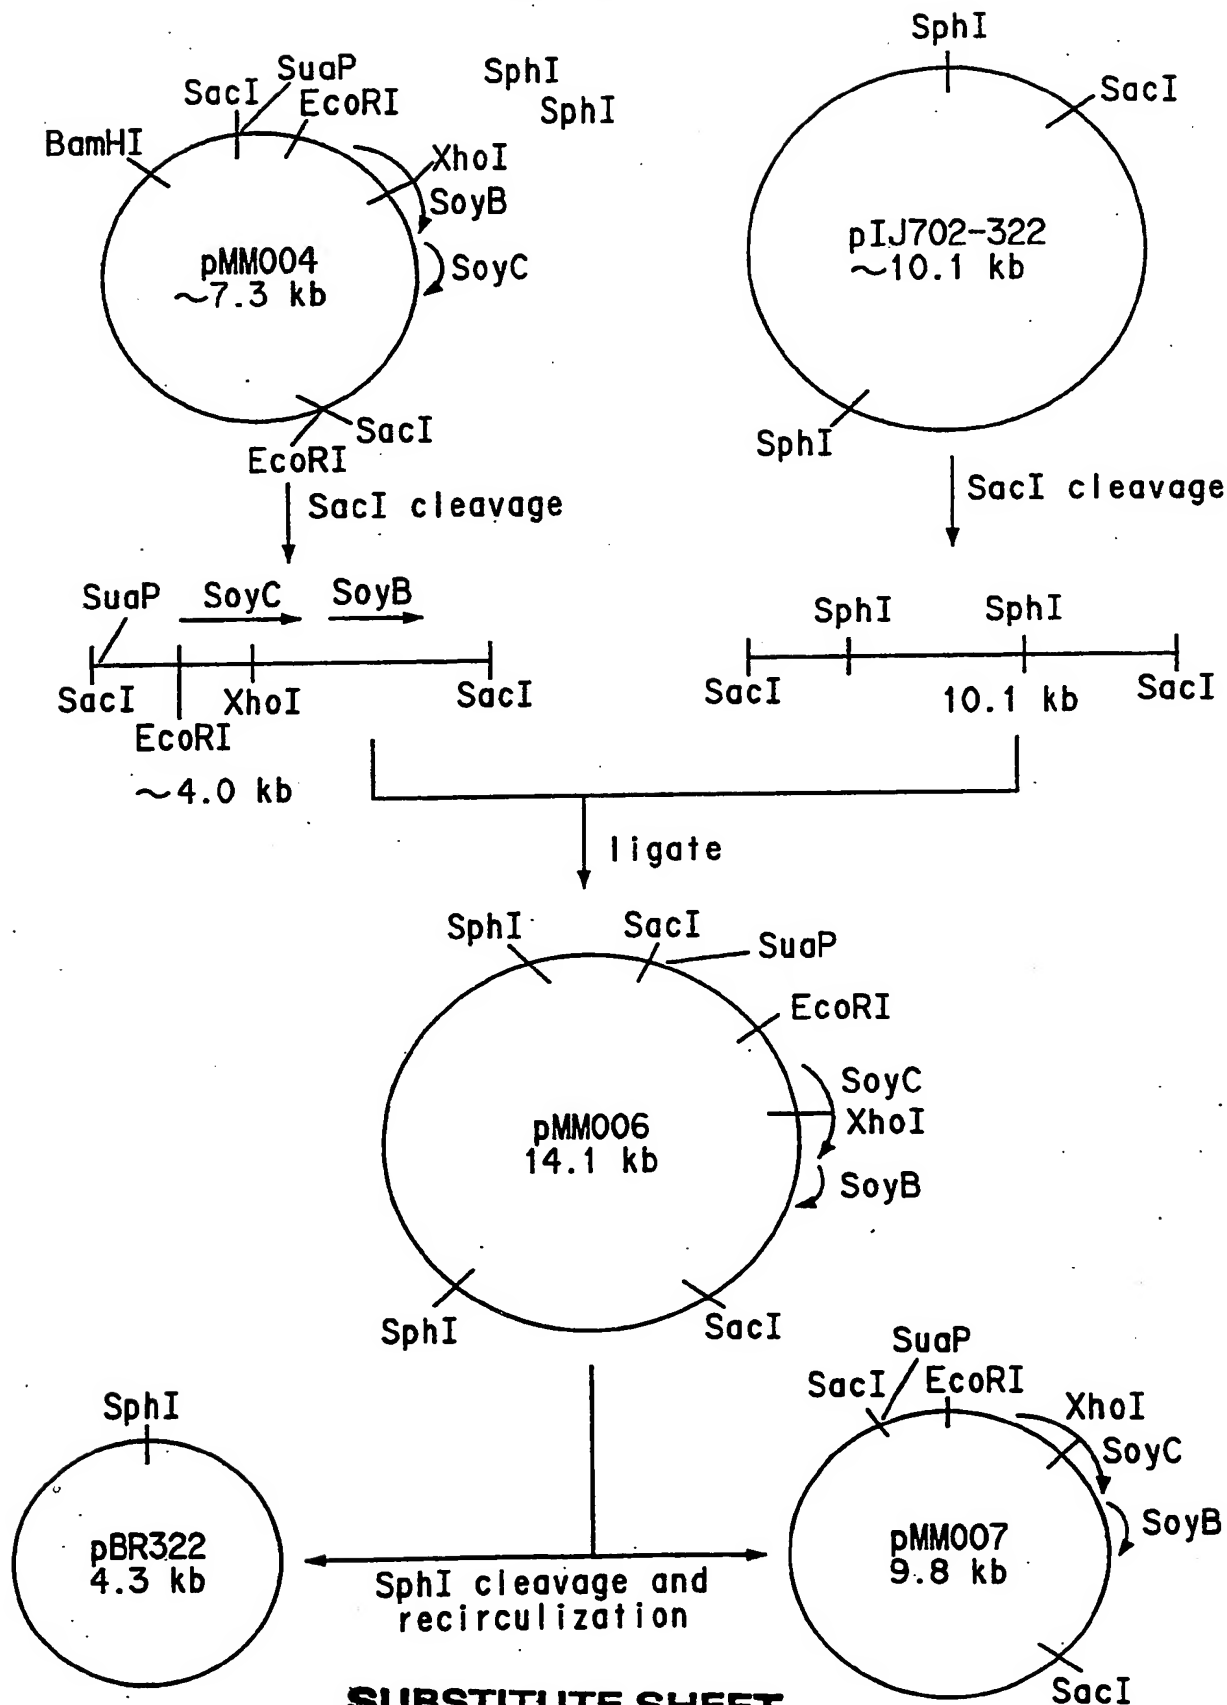 SphI
SacI
SuaP
EcoRI
SphI
SphI
BamHI
XhoI
SoyB
SoyC
pMM004
~7.3 kb
SacI
EcoRI
SacI
pIJ702-322
~10.1 kb
SphI
SacI cleavage
SacI cleavage
SuaP
SoyC
SoyB
SacI
EcoRI
XhoI
SacI
~4.0 kb
SphI
SphI
SacI
10.1 kb
SacI
ligate
SphI
SacI
SuaP
EcoRI
SoyC
XhoI
SoyB
pMM006
14.1 kb
SphI
SacI
SphI
pBR322
4.3 kb
SphI cleavage and
recirculization
SuaP
SacI
EcoRI
XhoI
SoyC
SoyB
pMM007
9.8 kb
SacI
SUBSTITUTE SHEET